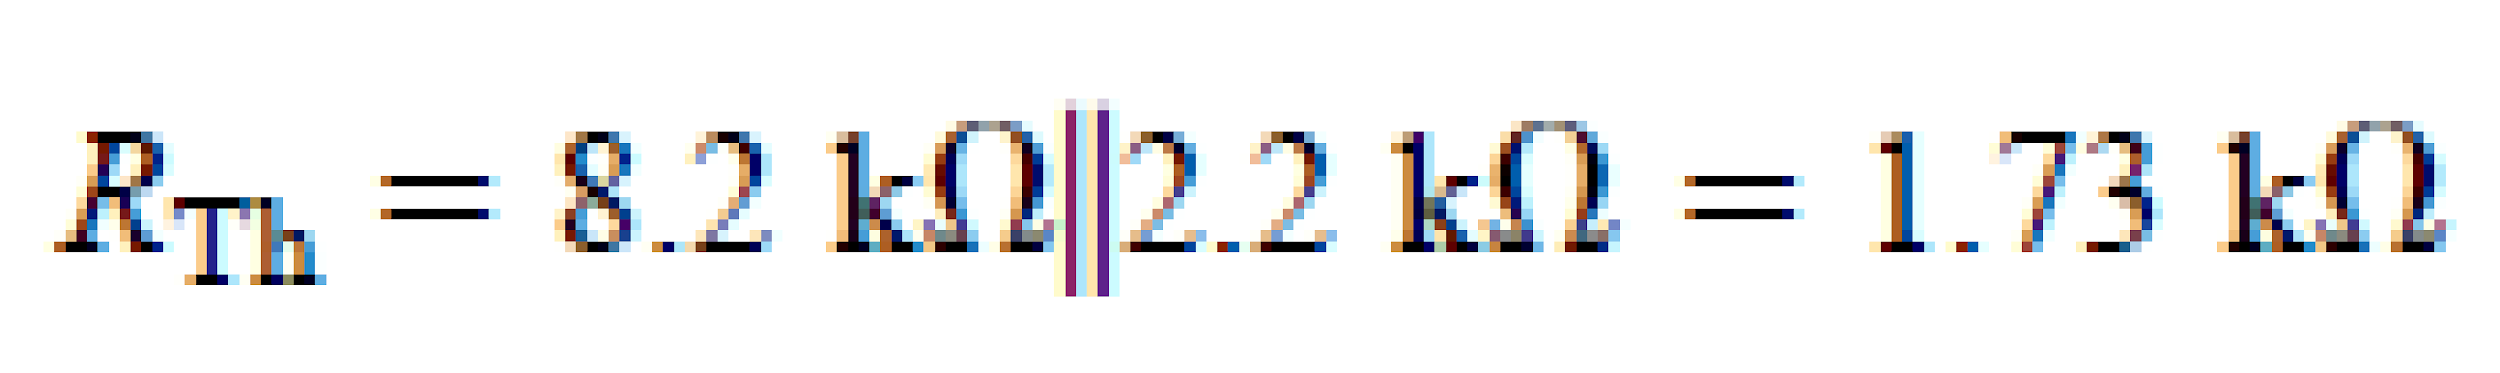 R_Th = 8.2 kΩ||2.2 kΩ = 1.73 kΩ